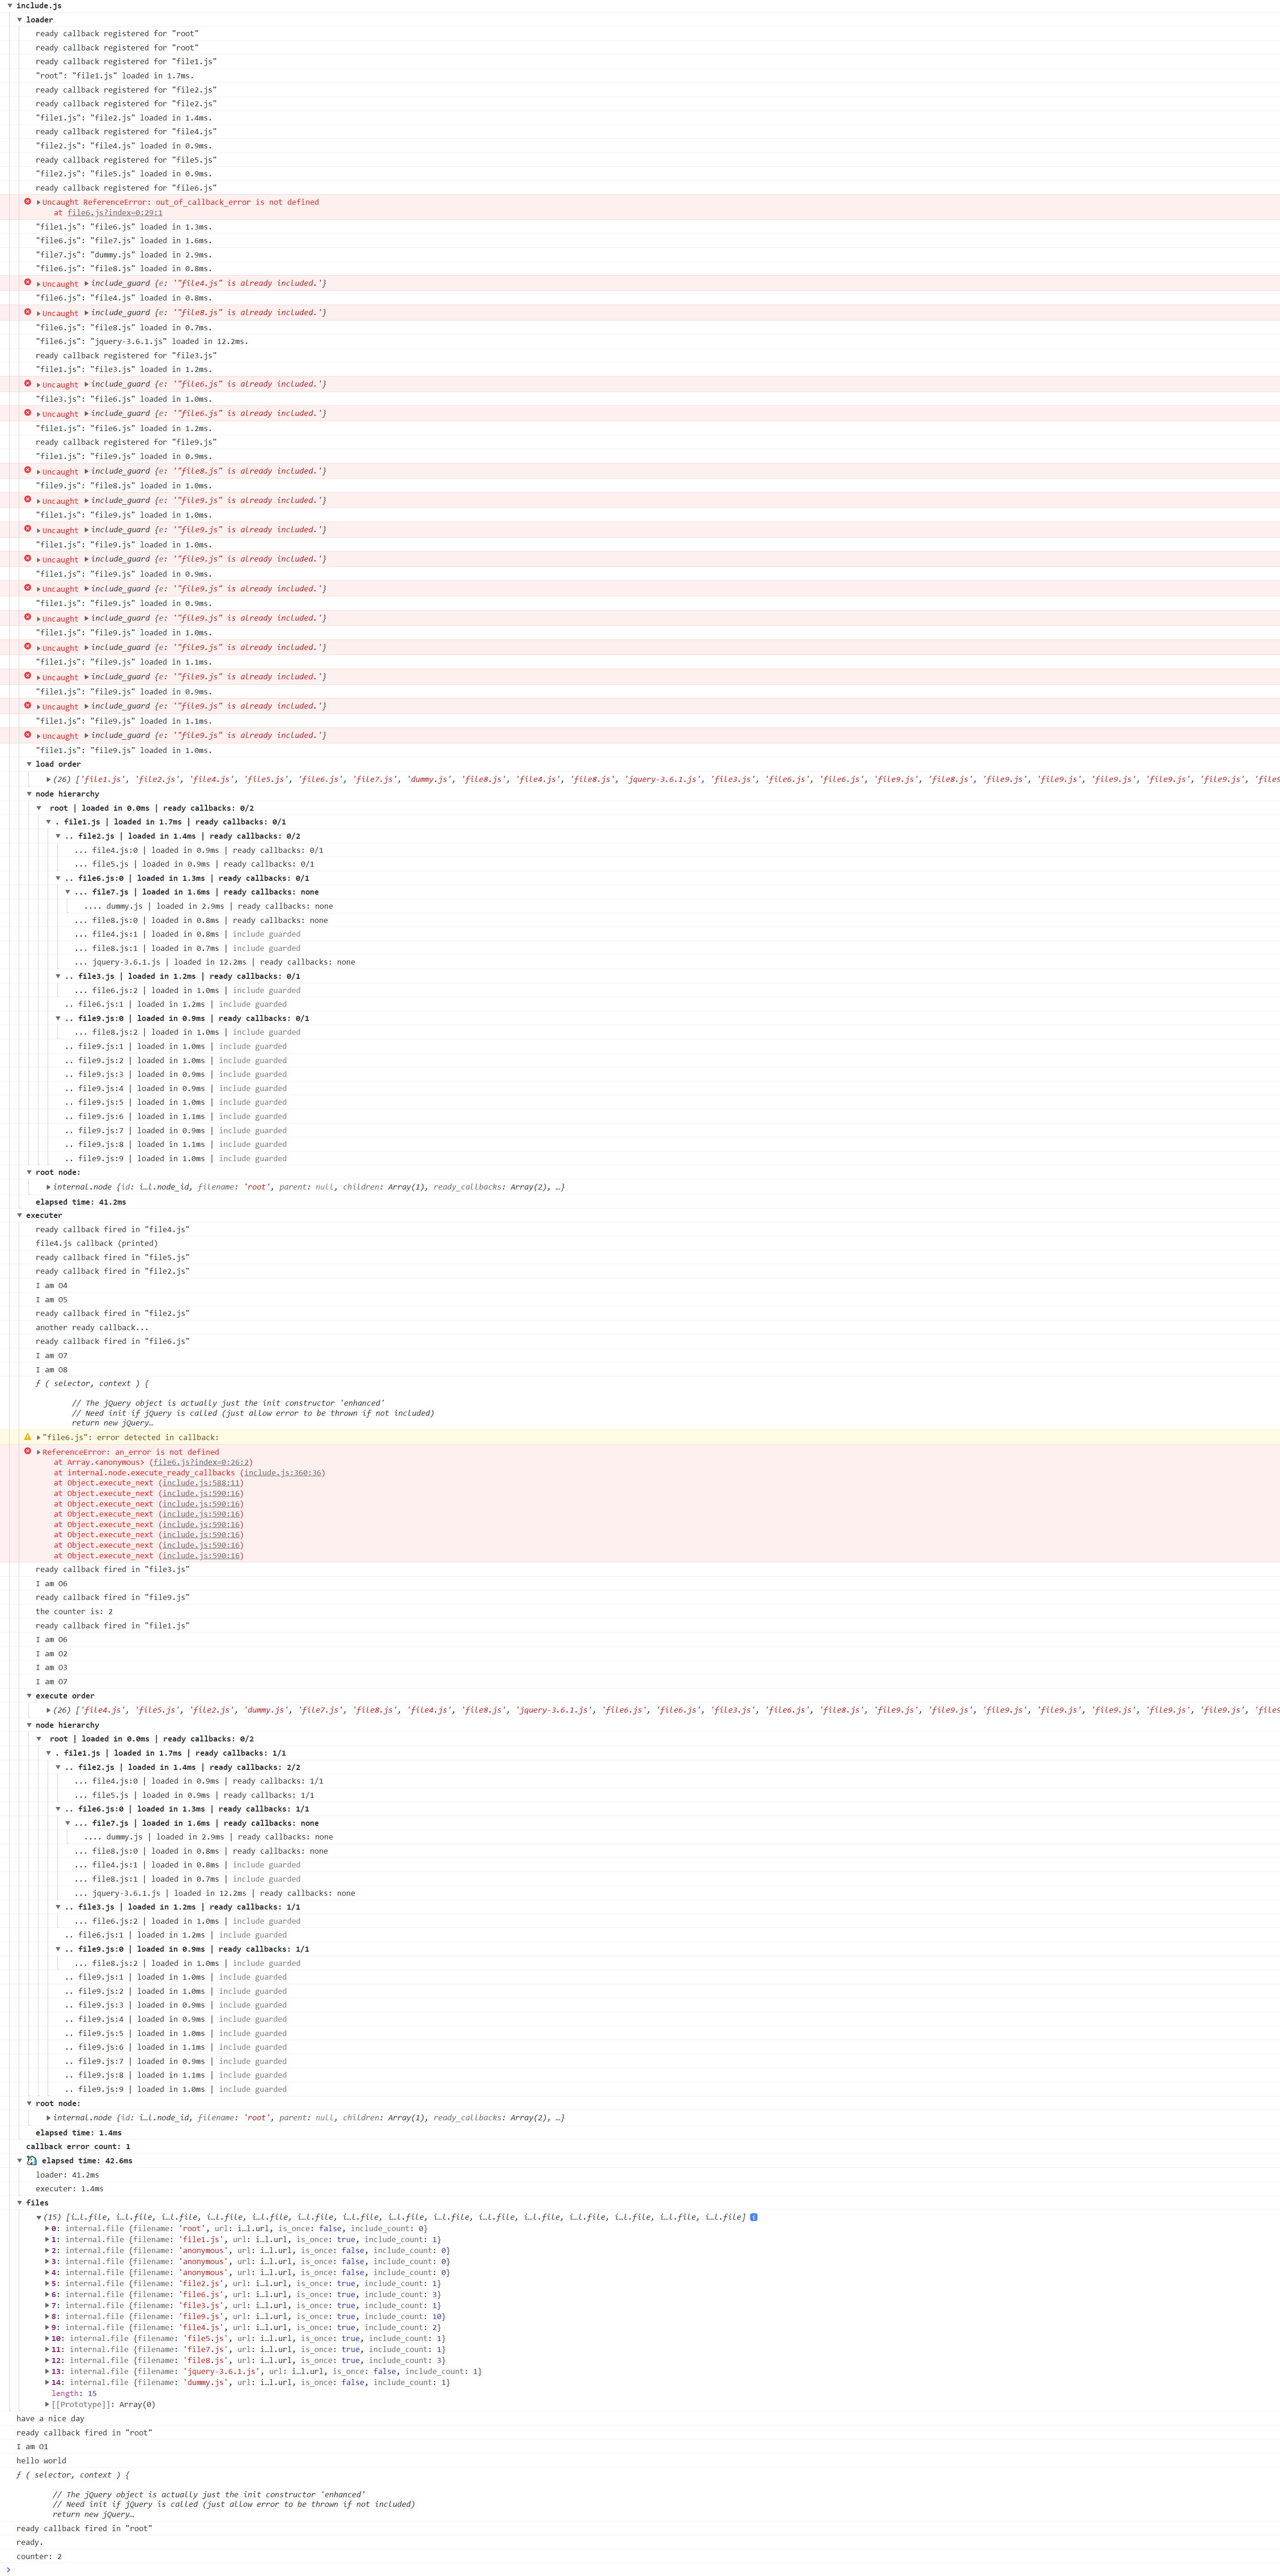 include.js
loader
ready callback registered for "root"
ready callback registered for "root"
ready callback registered for "file1.js"
"root": "file1.js" loaded in 1.7ms.
ready callback registered for "file2.js"
ready callback registered for "file2.js"
"file1.js": "file2.js" loaded in 1.4ms.
ready callback registered for "file4.js"
"file2.js": "file4.js" loaded in 0.9ms.
ready callback registered for "file5.js"
"file2.js": "file5.js" loaded in 0.9ms.
ready callback registered for "file6.js"
Uncaught ReferenceError: out_of_callback_error is not defined
at file6.js?index=0:29:1
"file1.js": "file6.js" loaded in 1.3ms.
"file6.js": "file7.js" loaded in 1.6ms.
"file7.js": "dummy.js" loaded in 2.9ms.
"file6.js": "file8.js" loaded in 0.8ms.
Uncaught include_guard {e: '"file4.js" is already included.'}
"file6.js": "file4.js" loaded in 0.8ms.
Uncaught include_guard {e: '"file8.js" is already included.'}
"file6.js": "file8.js" loaded in 0.7ms.
"file6.js": "jquery-3.6.1.js" loaded in 12.2ms.
ready callback registered for "file3.js"
"file1.js": "file3.js" loaded in 1.2ms.
Uncaught include_guard {e: '"file6.js" is already included.'}
"file3.js": "file6.js" loaded in 1.0ms.
Uncaught include_guard {e: '"file6.js" is already included.'}
"file1.js": "file6.js" loaded in 1.2ms.
ready callback registered for "file9.js"
"file1.js": "file9.js" loaded in 0.9ms.
Uncaught include_guard {e: '"file8.js" is already included.'}
"file9.js": "file8.js" loaded in 1.0ms.
Uncaught include_guard {e: '"file9.js" is already included.'}
"file1.js": "file9.js" loaded in 1.0ms.
Uncaught include_guard {e: '"file9.js" is already included.'}
"file1.js": "file9.js" loaded in 1.0ms.
Uncaught include_guard {e: '"file9.js" is already included.'}
"file1.js": "file9.js" loaded in 0.9ms.
Uncaught include_guard {e: '"file9.js" is already included.'}
"file1.js": "file9.js" loaded in 0.9ms.
Uncaught include_guard {e: '"file9.js" is already included.'}
"file1.js": "file9.js" loaded in 1.0ms.
Uncaught include_guard {e: '"file9.js" is already included.'}
"file1.js": "file9.js" loaded in 1.1ms.
Uncaught include_guard {e: '"file9.js" is already included.'}
"file1.js": "file9.js" loaded in 0.9ms.
Uncaught include_guard {e: '"file9.js" is already included.'}
"file1.js": "file9.js" loaded in 1.1ms.
Uncaught include_guard {e: '"file9.js" is already included.'}
"file1.js": "file9.js" loaded in 1.0ms.
load order
(26) ['file1.js', 'file2.js', 'file4.js', 'file5.js', 'file6.js', 'file7.js', 'dummy.js', 'file8.js', 'file4.js', 'file8.js', 'jquery-3.6.1.js', 'file3.js', 'file6.js', 'file6.js', 'file9.js', 'file8.js', 'file9.js', 'file9.js', 'file9.js', 'file9.js', 'file9.js', 'file9
node hierarchy
root | loaded in 0.0ms | ready callbacks: 0/2
. file1.js | loaded in 1.7ms | ready callbacks: 0/1
.. file2.js | loaded in 1.4ms | ready callbacks: 0/2
... file4.js:0 | loaded in 0.9ms | ready callbacks: 0/1
... file5.js | loaded in 0.9ms | ready callbacks: 0/1
.. file6.js:0 | loaded in 1.3ms | ready callbacks: 0/1
... file7.js | loaded in 1.6ms | ready callbacks: none
.... dummy.js | loaded in 2.9ms | ready callbacks: none
... file8.js:0 | loaded in 0.8ms | ready callbacks: none
... file4.js:1 | loaded in 0.8ms | include guarded
... file8.js:1 | loaded in 0.7ms | include guarded
... jquery-3.6.1.js | loaded in 12.2ms | ready callbacks: none
.. file3.js | loaded in 1.2ms | ready callbacks: 0/1
... file6.js:2 | loaded in 1.0ms | include guarded
.. file6.js:1 | loaded in 1.2ms | include guarded
.. file9.js:0 | loaded in 0.9ms | ready callbacks: 0/1
... file8.js:2 | loaded in 1.0ms | include guarded
.. file9.js:1 | loaded in 1.0ms | include guarded
.. file9.js:2 | loaded in 1.0ms | include guarded
.. file9.js:3 | loaded in 0.9ms | include guarded
.. file9.js:4 | loaded in 0.9ms | include guarded
.. file9.js:5 | loaded in 1.0ms | include guarded
.. file9.js:6 | loaded in 1.1ms | include guarded
.. file9.js:7 | loaded in 0.9ms | include guarded
.. file9.js:8 | loaded in 1.1ms | include guarded
.. file9.js:9 | loaded in 1.0ms | include guarded
root node:
internal.node {id: i…l.node_id, filename: 'root', parent: null, children: Array(1), ready_callbacks: Array(2), …}
elapsed time: 41.2ms
executer
ready callback fired in "file4.js"
file4.js callback (printed)
ready callback fired in "file5.js"
ready callback fired in "file2.js"
I am O4
I am O5
ready callback fired in "file2.js"
another ready callback...
ready callback fired in "file6.js"
I am O7
I am O8
ƒ ( selector, context ) {
// The jQuery object is actually just the init constructor 'enhanced'
// Need init if jQuery is called (just allow error to be thrown if not included)
return new jQuery…
"file6.js": error detected in callback:
ReferenceError: an_error is not defined
at Array.<anonymous> (file6.js?index=0:26:2)
at internal.node.execute_ready_callbacks (include.js:360:36)
at Object.execute_next (include.js:588:11)
at Object.execute_next (include.js:590:16)
at Object.execute_next (include.js:590:16)
at Object.execute_next (include.js:590:16)
at Object.execute_next (include.js:590:16)
at Object.execute_next (include.js:590:16)
at Object.execute_next (include.js:590:16)
at Object.execute_next (include.js:590:16)
ready callback fired in "file3.js"
I am O6
ready callback fired in "file9.js"
the counter is: 2
ready callback fired in "file1.js"
I am O6
I am O2
I am O3
I am O7
execute order
(26) ['file4.js', 'file5.js', 'file2.js', 'dummy.js', 'file7.js', 'file8.js', 'file4.js', 'file8.js', 'jquery-3.6.1.js', 'file6.js', 'file6.js', 'file3.js', 'file6.js', 'file8.js', 'file9.js', 'file9.js', 'file9.js', 'file9.js', 'file9.js', 'file9.js', 'file9.js', 'file9
node hierarchy
root | loaded in 0.0ms | ready callbacks: 0/2
. file1.js | loaded in 1.7ms | ready callbacks: 1/1
.. file2.js | loaded in 1.4ms | ready callbacks: 2/2
... file4.js:0 | loaded in 0.9ms | ready callbacks: 1/1
... file5.js | loaded in 0.9ms | ready callbacks: 1/1
.. file6.js:0 | loaded in 1.3ms | ready callbacks: 1/1
... file7.js | loaded in 1.6ms | ready callbacks: none
.... dummy.js | loaded in 2.9ms | ready callbacks: none
... file8.js:0 | loaded in 0.8ms | ready callbacks: none
... file4.js:1 | loaded in 0.8ms | include guarded
... file8.js:1 | loaded in 0.7ms | include guarded
... jquery-3.6.1.js | loaded in 12.2ms | ready callbacks: none
.. file3.js | loaded in 1.2ms | ready callbacks: 1/1
... file6.js:2 | loaded in 1.0ms | include guarded
.. file6.js:1 | loaded in 1.2ms | include guarded
.. file9.js:0 | loaded in 0.9ms | ready callbacks: 1/1
... file8.js:2 | loaded in 1.0ms | include guarded
.. file9.js:1 | loaded in 1.0ms | include guarded
.. file9.js:2 | loaded in 1.0ms | include guarded
.. file9.js:3 | loaded in 0.9ms | include guarded
.. file9.js:4 | loaded in 0.9ms | include guarded
.. file9.js:5 | loaded in 1.0ms | include guarded
.. file9.js:6 | loaded in 1.1ms | include guarded
.. file9.js:7 | loaded in 0.9ms | include guarded
.. file9.js:8 | loaded in 1.1ms | include guarded
.. file9.js:9 | loaded in 1.0ms | include guarded
root node:
internal.node {id: i…l.node_id, filename: 'root', parent: null, children: Array(1), ready_callbacks: Array(2), …}
elapsed time: 1.4ms
callback error count: 1
elapsed time: 42.6ms
loader: 41.2ms
executer: 1.4ms
files
(15) [i…l.file, i…l.file, i…l.file, i…l.file, i…l.file, i…l.file, i…l.file, i…l.file, i…l.file, i…l.file, i…l.file, i…l.file, i…l.file, i…l.file, i…l.file]
0: internal.file {filename: 'root', url: i…l.url, is_once: false, include_count: 0}
1: internal.file {filename: 'file1.js', url: i…l.url, is_once: true, include_count: 1}
2: internal.file {filename: 'anonymous', url: i…l.url, is_once: false, include_count: 0}
3: internal.file {filename: 'anonymous', url: i…l.url, is_once: false, include_count: 0}
4: internal.file {filename: 'anonymous', url: i…l.url, is_once: false, include_count: 0}
5: internal.file {filename: 'file2.js', url: i…l.url, is_once: true, include_count: 1}
6: internal.file {filename: 'file6.js', url: i…l.url, is_once: true, include_count: 3}
7: internal.file {filename: 'file3.js', url: i…l.url, is_once: true, include_count: 1}
8: internal.file {filename: 'file9.js', url: i…l.url, is_once: true, include_count: 10}
9: internal.file {filename: 'file4.js', url: i…l.url, is_once: true, include_count: 2}
10: internal.file {filename: 'file5.js', url: i…l.url, is_once: true, include_count: 1}
11: internal.file {filename: 'file7.js', url: i…l.url, is_once: true, include_count: 1}
12: internal.file {filename: 'file8.js', url: i…l.url, is_once: true, include_count: 3}
13: internal.file {filename: 'jquery-3.6.1.js', url: i…l.url, is_once: false, include_count: 1}
14: internal.file {filename: 'dummy.js', url: i…l.url, is_once: false, include_count: 1}
length: 15
[[Prototype]]: Array(0)
have a nice day
ready callback fired in "root"
I am O1
hello world
ƒ ( selector, context ) {
// The jQuery object is actually just the init constructor 'enhanced'
// Need init if jQuery is called (just allow error to be thrown if not included)
return new jQuery…
ready callback fired in "root"
ready.
counter: 2